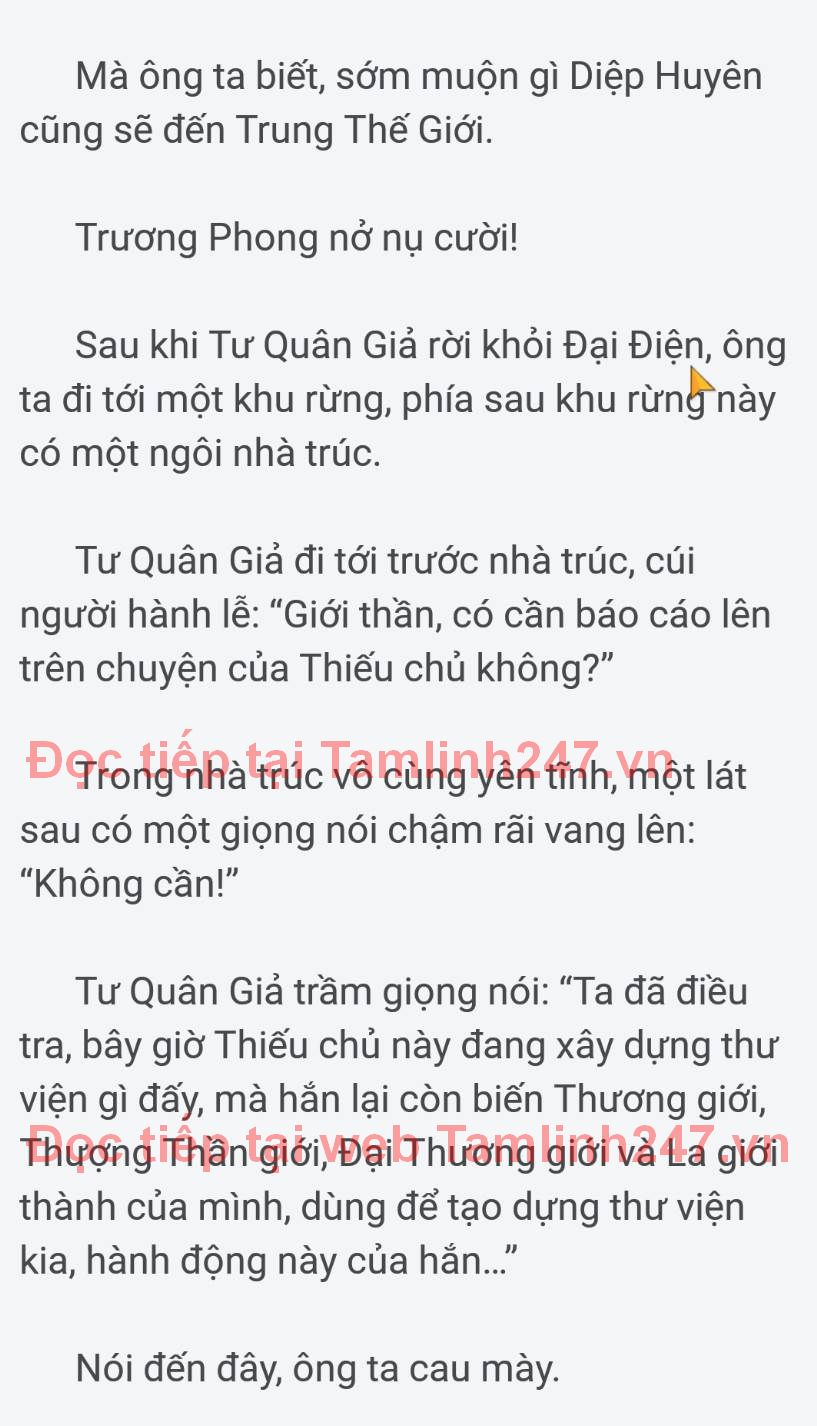 Mà ông ta biết, sớm muộn gì Diệp Huyên
cũng sẽ đến Trung Thế Giới.
Trương Phong nở nụ cười!
Sau khi Tư Quân Giả rời khỏi Đại Điện, ông
ta đi tới một khu rừng, phía sau khu rừng này
có một ngôi nhà trúc.
Tư Quân Giả đi tới trước nhà trúc, cúi
người hành lễ: “Giới thần, có cần báo cáo lên
trên chuyện của Thiếu chủ không?”
Đọc tiếp tại Tamlinh247.vn
Trong nhà trúc vô cùng yên tĩnh, một lát
sau có một giọng nói chậm rãi vang lên:
“Không cần!”
Tư Quân Giả trầm giọng nói: “Ta đã điều
tra, bây giờ Thiếu chủ này đang xây dựng thư
viện gì đấy, mà hắn lại còn biến Thương giới,
Đọc tiếp tại web Tamlinh247.vn
Thượng Thần giới, Đại Thương giới và La giới
thành của mình, dùng để tạo dựng thư viện
kia, hành động này của hắn...”
Nói đến đây, ông ta cau mày.